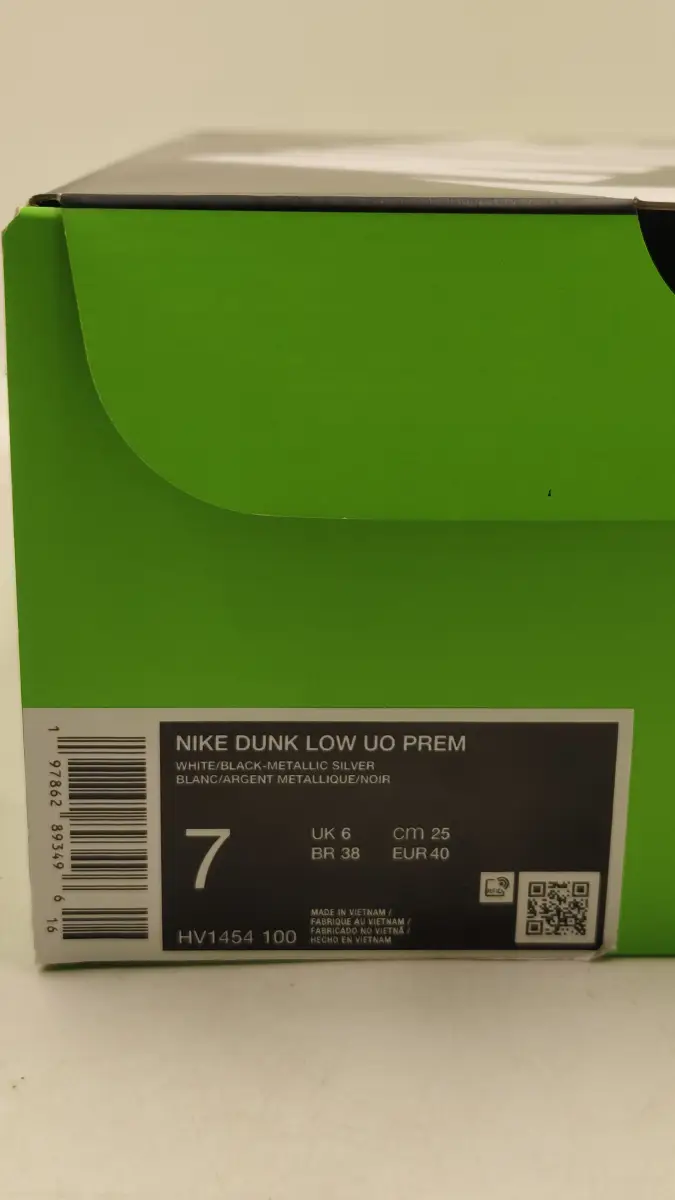 NIKE DUNK LOW UO PREM
WHITE/BLACK-METALLIC SILVER
BLANC/ARGENT METALLIQUE/NOIR
7
UK 6 cm 25
BR 38 EUR 40
HV1454 100
MADE IN VIETNAM /
FABRIQUE AU VIETNAM /
FABRICADO NO VIETNÃ /
HECHO EN VIETNAM
1 97862 89349 6 16